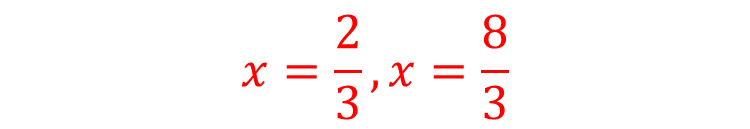 x = 2/3, x = 8/3